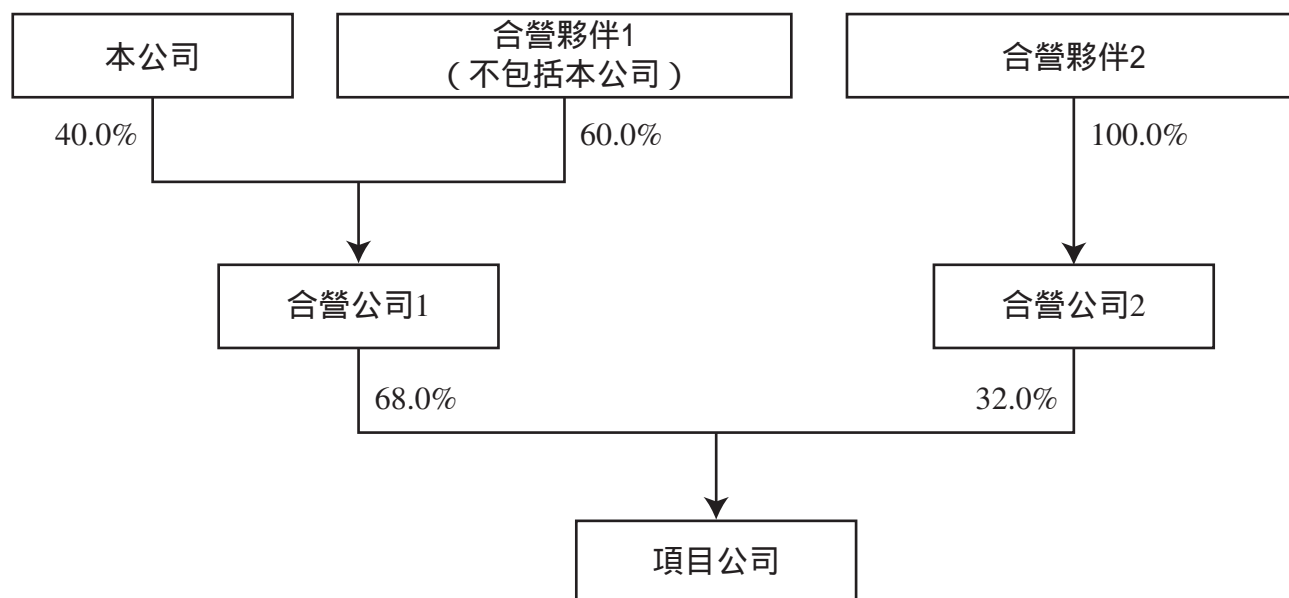 本公司
合營夥伴1
（不包括本公司）
合營夥伴2
40.0%
60.0%
100.0%
合營公司1
合營公司2
68.0%
32.0%
項目公司